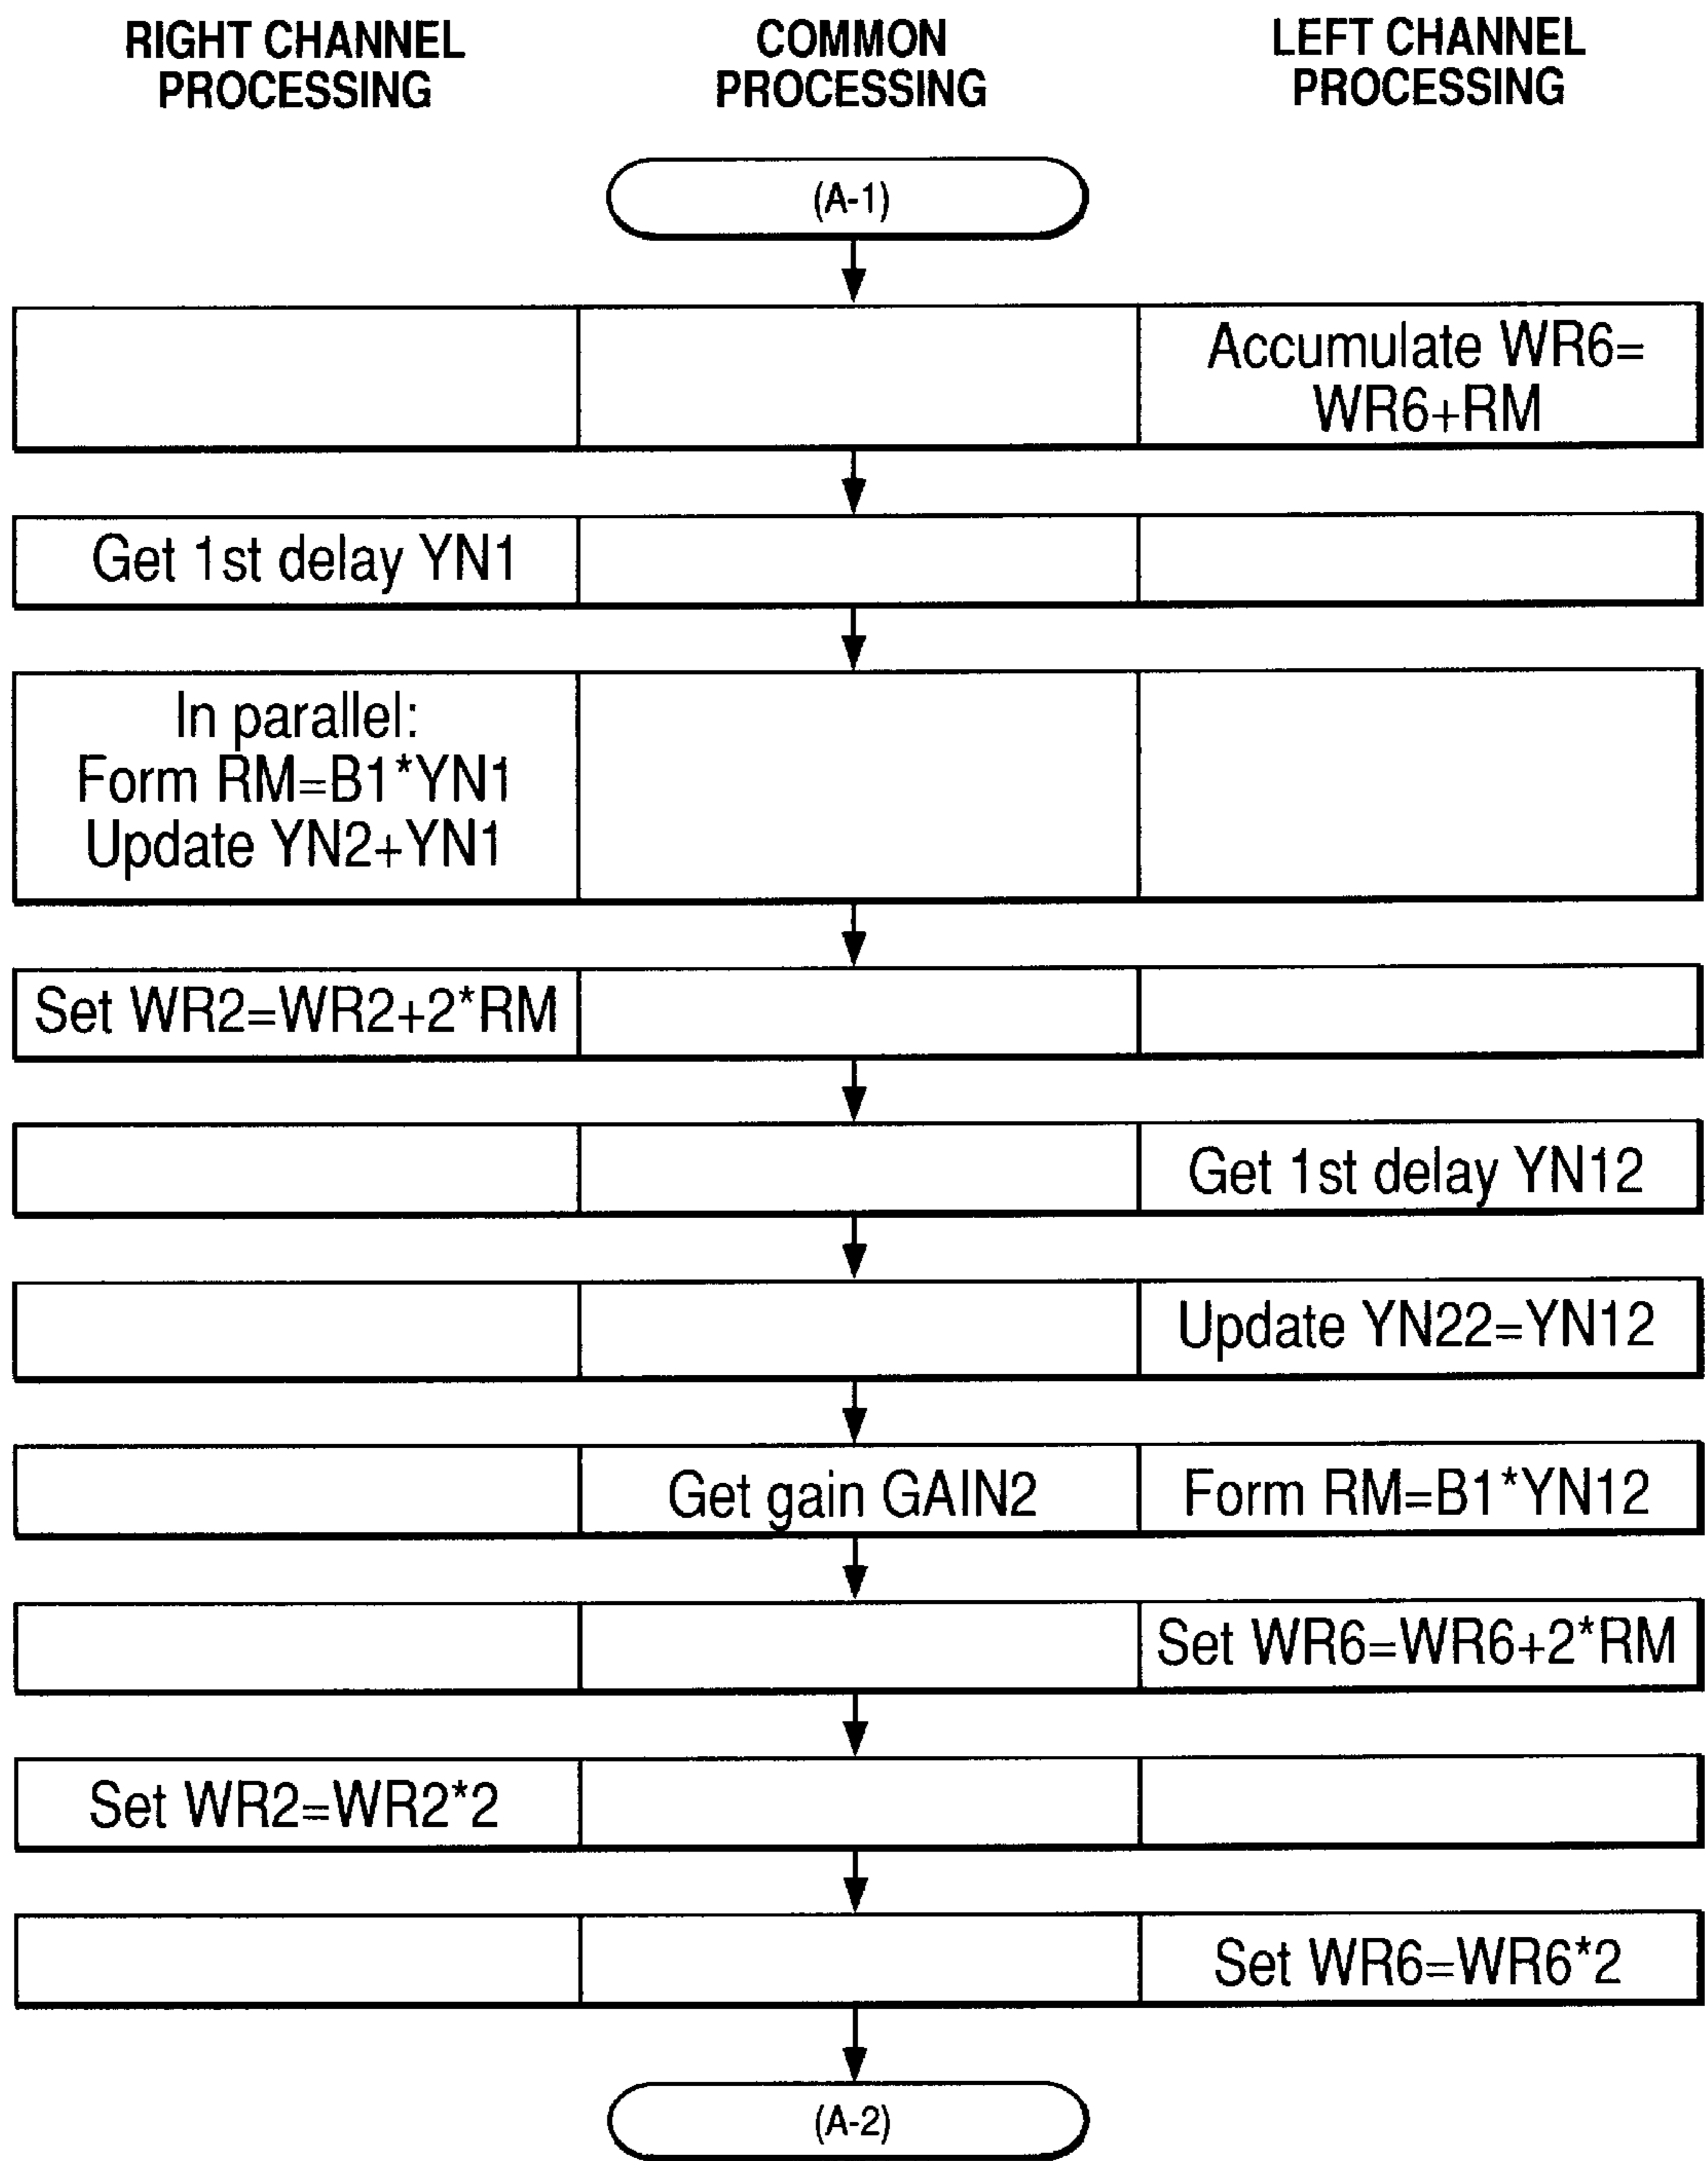 RIGHT CHANNEL
PROCESSING
COMMON
PROCESSING
LEFT CHANNEL
PROCESSING
(A-1)
Accumulate WR6=
WR6+RM
Get 1st delay YN1
In parallel:
Form RM=B1*YN1
Update YN2+YN1
Set WR2=WR2+2*RM
Get 1st delay YN12
Update YN22=YN12
Get gain GAIN2
Form RM=B1*YN12
Set WR6=WR6+2*RM
Set WR2=WR2*2
Set WR6=WR6*2
(A-2)